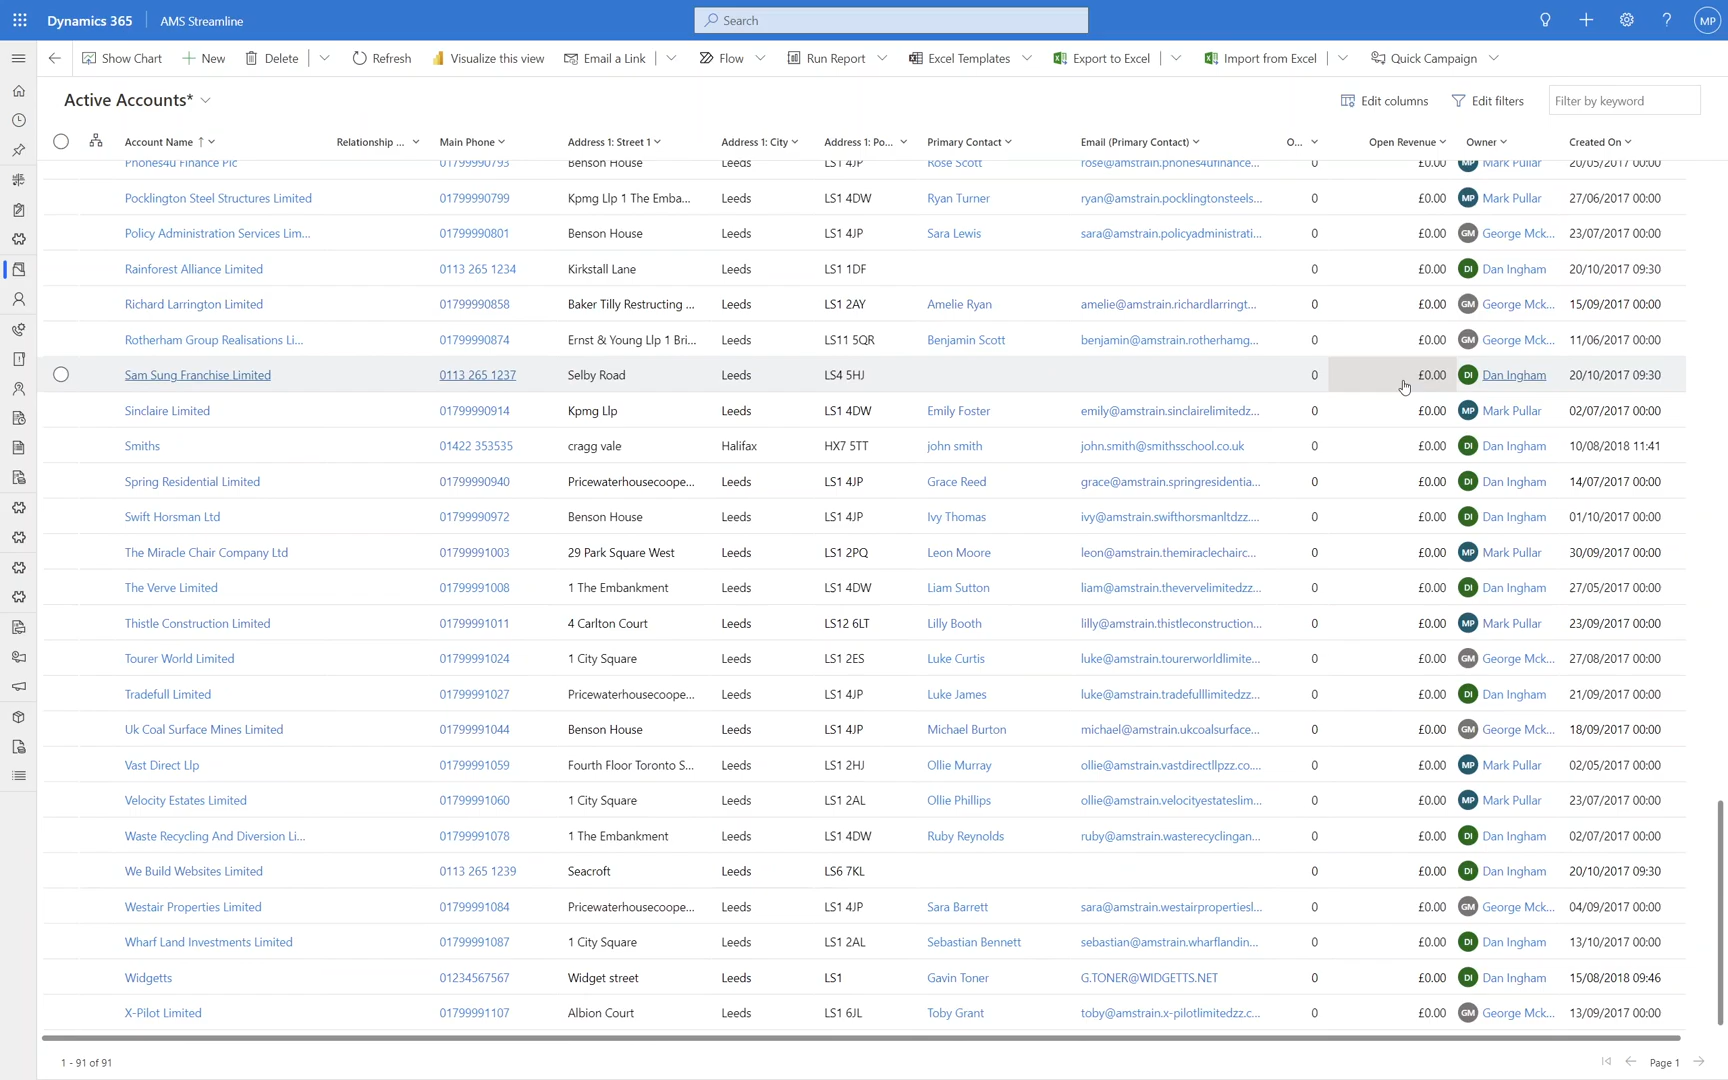 Dynamics 365 AMS Streamline Search MP
Show Chart New Delete Refresh Visualize this view Email a Link Flow Run Report Excel Templates Export to Excel Import from Excel Quick Campaign
Active Accounts* Edit columns Edit filters Filter by keyword
Account Name ↑ Relationship ... Main Phone Address 1: Street 1 Address 1: City Address 1: Po... Primary Contact Email (Primary Contact) O... Open Revenue Owner Created On
Phones4u Finance Plc 01799990793 Benson House Leeds LS1 4JP Rose Scott rose@amstrain.phones4ufinance... £0.00 MP Mark Pullar 20/05/2017 00:00
Pocklington Steel Structures Limited 01799990799 Kpmg Llp 1 The Emba... Leeds LS1 4DW Ryan Turner ryan@amstrain.pocklingtonsteels... 0 £0.00 MP Mark Pullar 27/06/2017 00:00
Policy Administration Services Lim... 01799990801 Benson House Leeds LS1 4JP Sara Lewis sara@amstrain.policyadministrati... 0 £0.00 GM George Mck... 23/07/2017 00:00
Rainforest Alliance Limited 0113 265 1234 Kirkstall Lane Leeds LS1 1DF 0 £0.00 DI Dan Ingham 20/10/2017 09:30
Richard Larrington Limited 01799990858 Baker Tilly Restructing ... Leeds LS1 2AY Amelie Ryan amelie@amstrain.richardlarringt... 0 £0.00 GM George Mck... 15/09/2017 00:00
Rotherham Group Realisations Li... 01799990874 Ernst & Young Llp 1 Bri... Leeds LS11 5QR Benjamin Scott benjamin@amstrain.rotherhamg... 0 £0.00 GM George Mck... 11/06/2017 00:00
Sam Sung Franchise Limited 0113 265 1237 Selby Road Leeds LS4 5HJ 0 £0.00 DI Dan Ingham 20/10/2017 09:30
Sinclaire Limited 01799990914 Kpmg Llp Leeds LS1 4DW Emily Foster emily@amstrain.sinclairelimitedz... 0 £0.00 MP Mark Pullar 02/07/2017 00:00
Smiths 01422 353535 cragg vale Halifax HX7 5TT john smith john.smith@smithsschool.co.uk 0 £0.00 DI Dan Ingham 10/08/2018 11:41
Spring Residential Limited 01799990940 Pricewaterhousecoope... Leeds LS1 4JP Grace Reed grace@amstrain.springresidentia... 0 £0.00 DI Dan Ingham 14/07/2017 00:00
Swift Horsman Ltd 01799990972 Benson House Leeds LS1 4JP Ivy Thomas ivy@amstrain.swifthorsmanltdzz.... 0 £0.00 DI Dan Ingham 01/10/2017 00:00
The Miracle Chair Company Ltd 01799991003 29 Park Square West Leeds LS1 2PQ Leon Moore leon@amstrain.themiraclechairc... 0 £0.00 MP Mark Pullar 30/09/2017 00:00
The Verve Limited 01799991008 1 The Embankment Leeds LS1 4DW Liam Sutton liam@amstrain.thevervelimitedzz... 0 £0.00 DI Dan Ingham 27/05/2017 00:00
Thistle Construction Limited 01799991011 4 Carlton Court Leeds LS12 6LT Lilly Booth lilly@amstrain.thistleconstruction... 0 £0.00 MP Mark Pullar 23/09/2017 00:00
Tourer World Limited 01799991024 1 City Square Leeds LS1 2ES Luke Curtis luke@amstrain.tourerworldlimite... 0 £0.00 GM George Mck... 27/08/2017 00:00
Tradefull Limited 01799991027 Pricewaterhousecoope... Leeds LS1 4JP Luke James luke@amstrain.tradefulllimitedzz... 0 £0.00 DI Dan Ingham 21/09/2017 00:00
Uk Coal Surface Mines Limited 01799991044 Benson House Leeds LS1 4JP Michael Burton michael@amstrain.ukcoalsurface... 0 £0.00 GM George Mck... 18/09/2017 00:00
Vast Direct Llp 01799991059 Fourth Floor Toronto S... Leeds LS1 2HJ Ollie Murray ollie@amstrain.vastdirectllpzz.co.... 0 £0.00 MP Mark Pullar 02/05/2017 00:00
Velocity Estates Limited 01799991060 1 City Square Leeds LS1 2AL Ollie Phillips ollie@amstrain.velocityestateslim... 0 £0.00 MP Mark Pullar 23/07/2017 00:00
Waste Recycling And Diversion Li... 01799991078 1 The Embankment Leeds LS1 4DW Ruby Reynolds ruby@amstrain.wasterecyclingan... 0 £0.00 DI Dan Ingham 02/07/2017 00:00
We Build Websites Limited 0113 265 1239 Seacroft Leeds LS6 7KL 0 £0.00 DI Dan Ingham 20/10/2017 09:30
Westair Properties Limited 01799991084 Pricewaterhousecoope... Leeds LS1 4JP Sara Barrett sara@amstrain.westairpropertiesl... 0 £0.00 GM George Mck... 04/09/2017 00:00
Wharf Land Investments Limited 01799991087 1 City Square Leeds LS1 2AL Sebastian Bennett sebastian@amstrain.wharflandin... 0 £0.00 DI Dan Ingham 13/10/2017 00:00
Widgetts 01234567567 Widget street Leeds LS1 Gavin Toner G.TONER@WIDGETTS.NET 0 £0.00 DI Dan Ingham 15/08/2018 09:46
X-Pilot Limited 01799991107 Albion Court Leeds LS1 6JL Toby Grant toby@amstrain.x-pilotlimitedzz.c... 0 £0.00 GM George Mck... 13/09/2017 00:00
1 - 91 of 91 Page 1